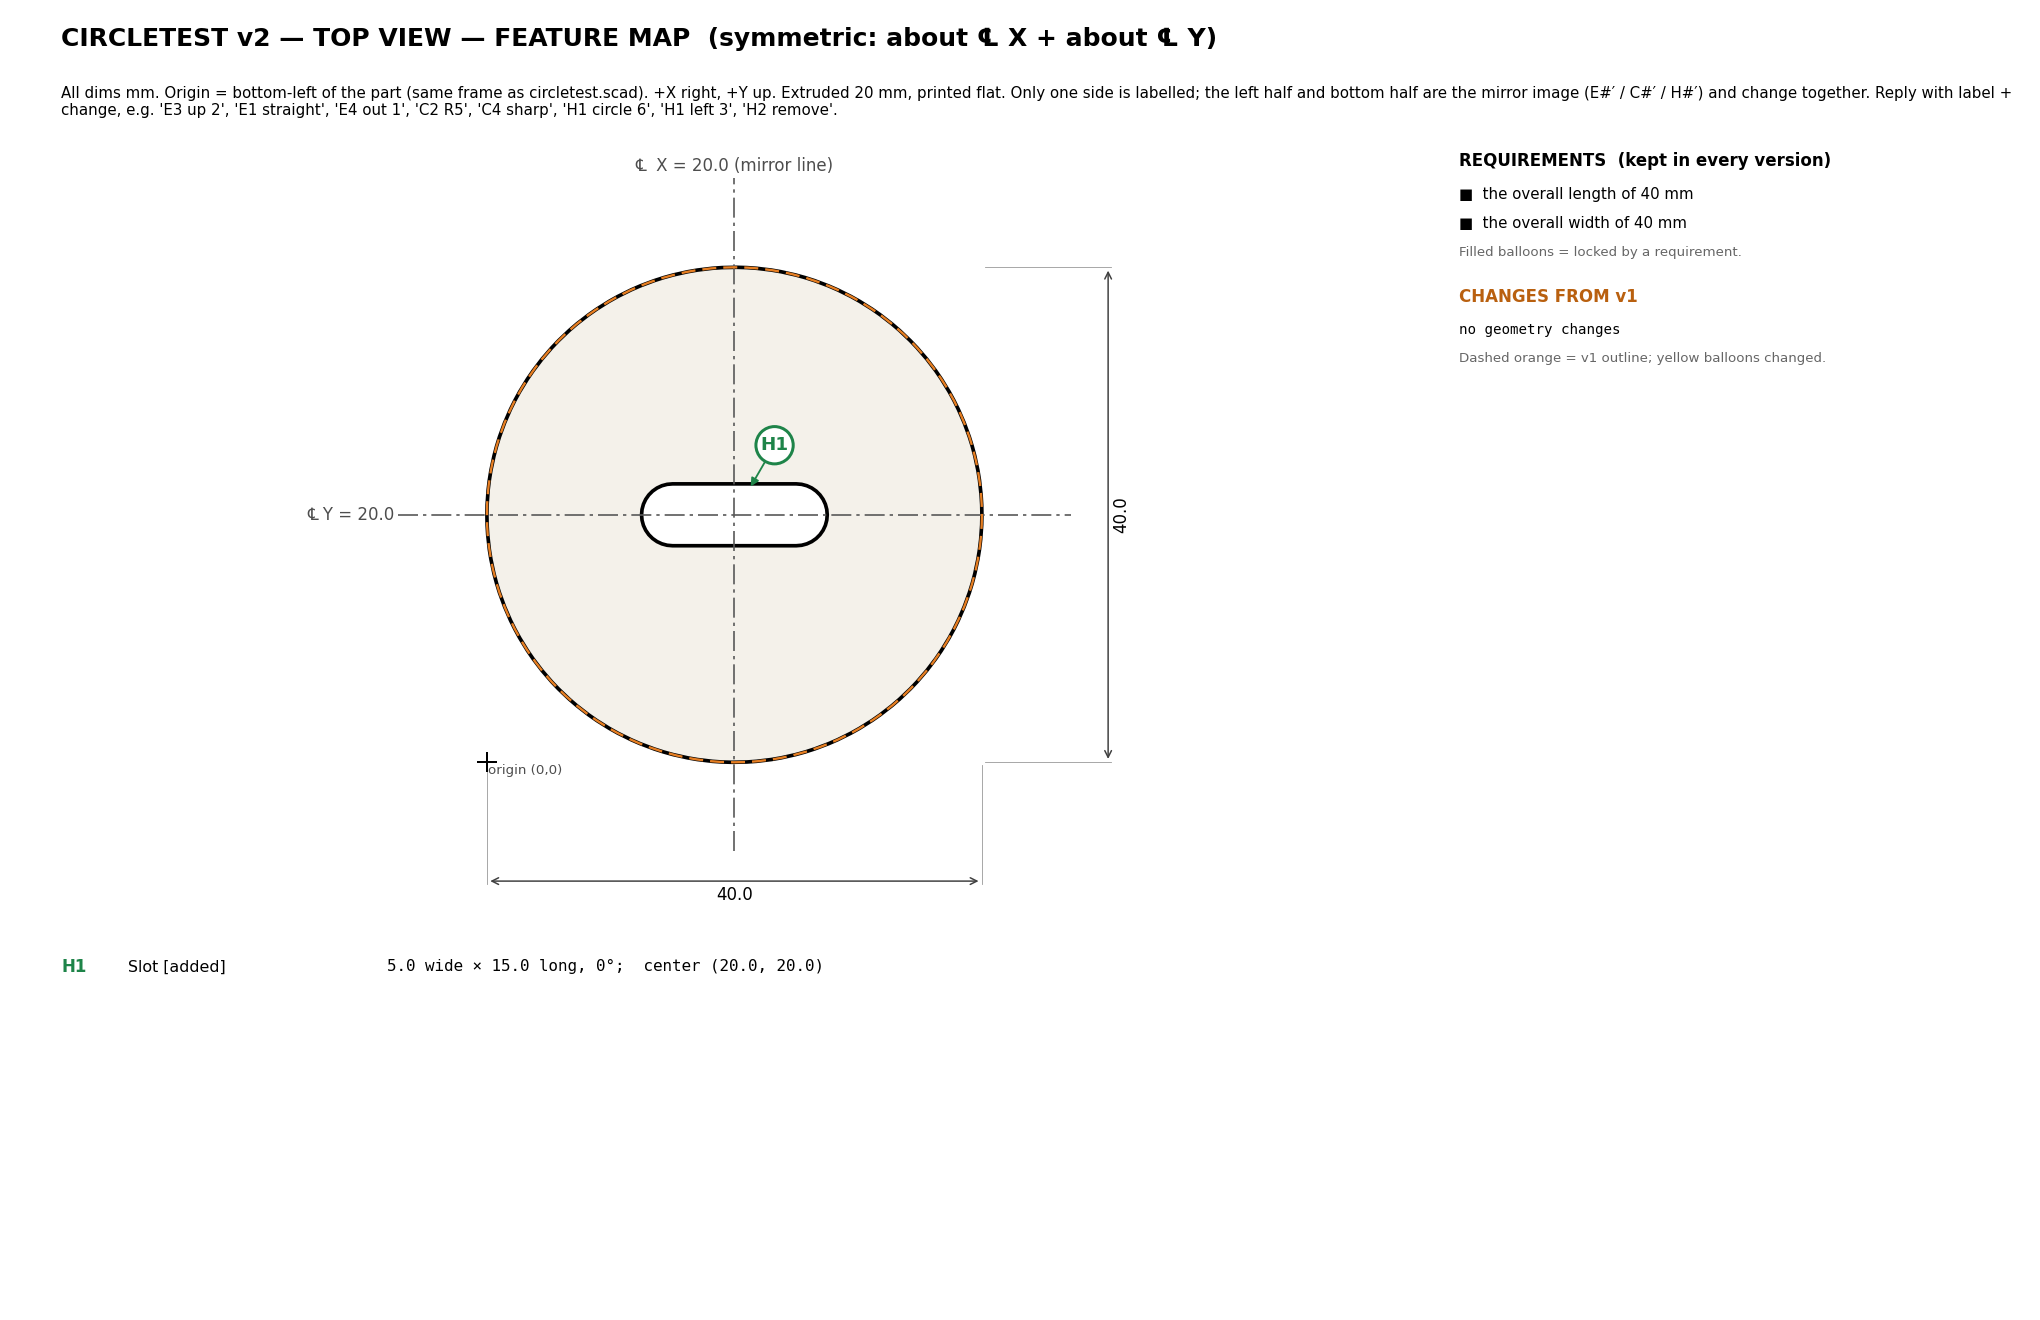 CIRCLETEST v2 — TOP VIEW — FEATURE MAP  (symmetric: about ℄ X + about ℄ Y)
All dims mm. Origin = bottom-left of the part (same frame as circletest.scad). +X right, +Y up. Extruded 20 mm, printed flat. Only one side is labelled; the left half and bottom half are the mirror image (E#′ / C#′ / H#′) and change together. Reply with label +
change, e.g. 'E3 up 2', 'E1 straight', 'E4 out 1', 'C2 R5', 'C4 sharp', 'H1 circle 6', 'H1 left 3', 'H2 remove'.
℄  X = 20.0 (mirror line)
REQUIREMENTS  (kept in every version)
■  the overall length of 40 mm
■  the overall width of 40 mm
Filled balloons = locked by a requirement.
CHANGES FROM v1
no geometry changes
Dashed orange = v1 outline; yellow balloons changed.
H1
℄ Y = 20.0
40.0
origin (0,0)
40.0
H1  Slot [added]  5.0 wide × 15.0 long, 0°;  center (20.0, 20.0)